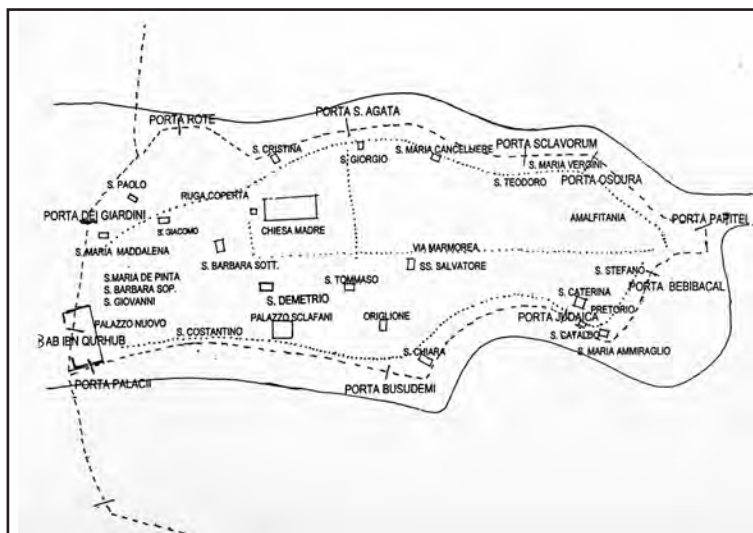 PORTA S. AGATA
PORTA ROTE
S. CRISTINA
S. MARIA CANCELLIERE
PORTA SCLAVORUM
S. GIORGIO
S. MARIA VERGINI
S. PAOLO
RUGA COPERTA
S. TEODORO
PORTA OSCURA
PORTA DEI GIARDINI
S. GIACOMO
AMALFITANIA
PORTA PATITEL
CHIESA MADRE
S. MARIA MADDALENA
VIA MARMOREA
S. BARBARA SOTT.
SS. SALVATORE
S. STEFANO
S.MARIA DE PINTA
S. TOMMASO
PORTA BEBIBACAL
S. BARBARA SOP.
S. CATERINA
S. GIOVANNI
S. DEMETRIO
PRETORIO
PALAZZO NUOVO
PALAZZO SCLAFANI
ORIGLIONE
PORTA JUDAICA
S. COSTANTINO
S. CATALDO
BAB IEN QURHUB
S. CHIARA
S. MARIA AMMIRAGLIO
PORTA PALACII
PORTA BUSUDEMI